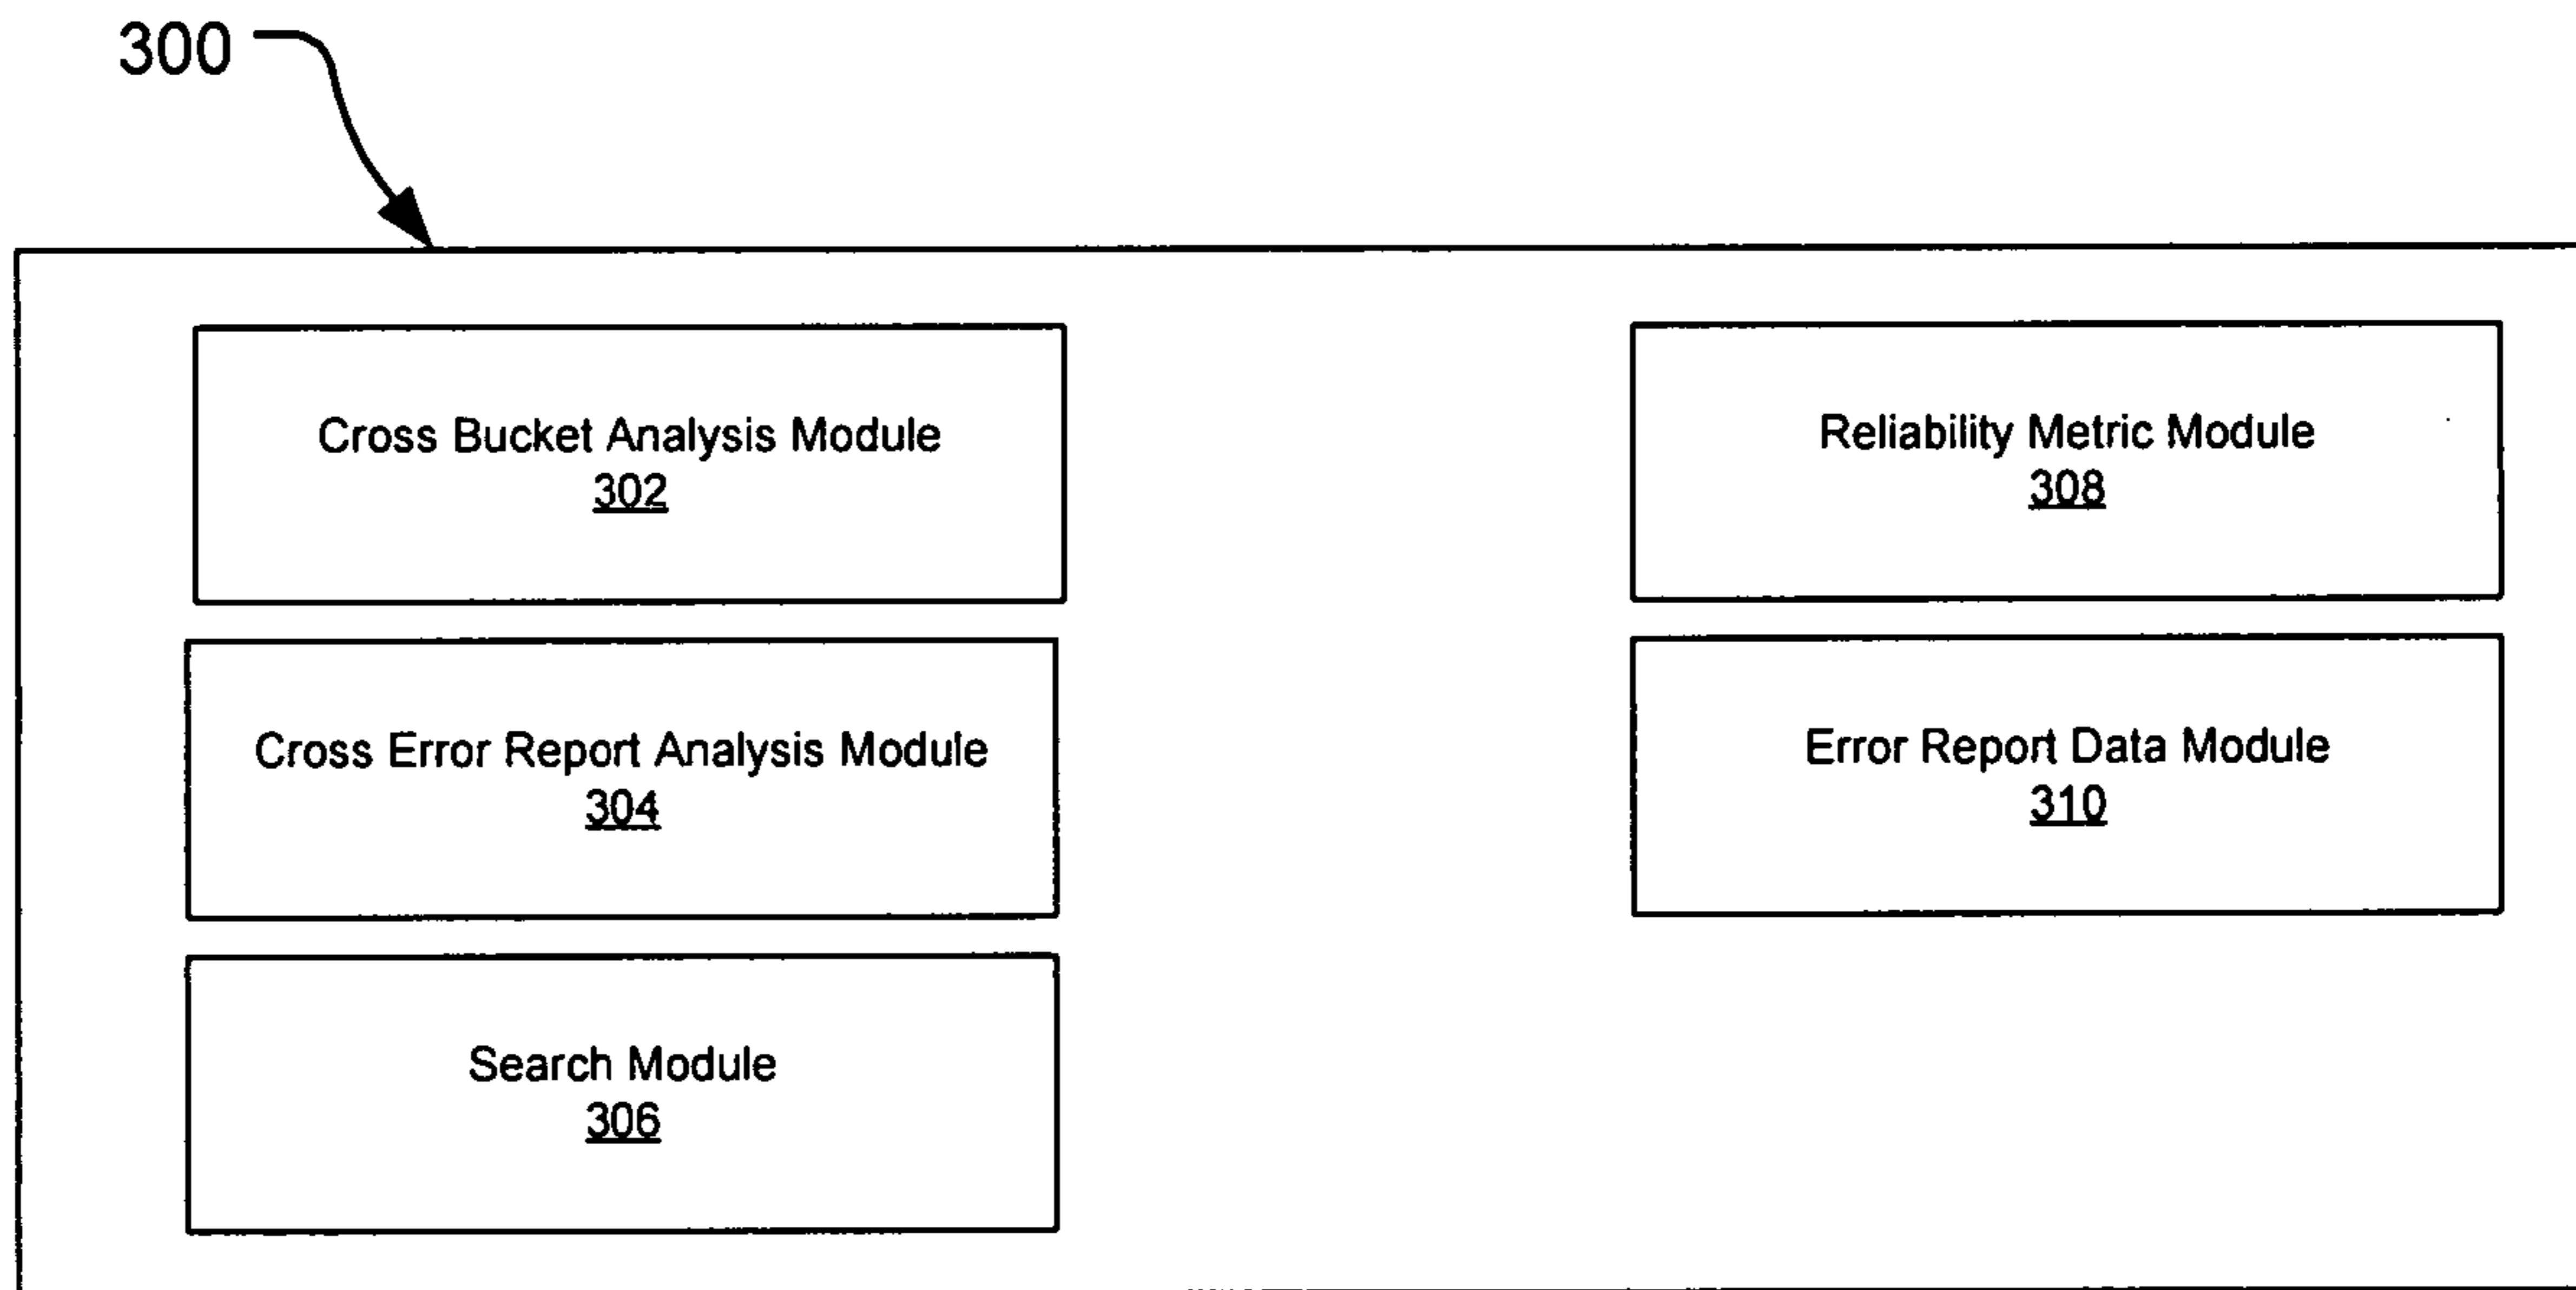 300
Cross Bucket Analysis Module
302
Cross Error Report Analysis Module
304
Search Module
306
Reliability Metric Module
308
Error Report Data Module
310